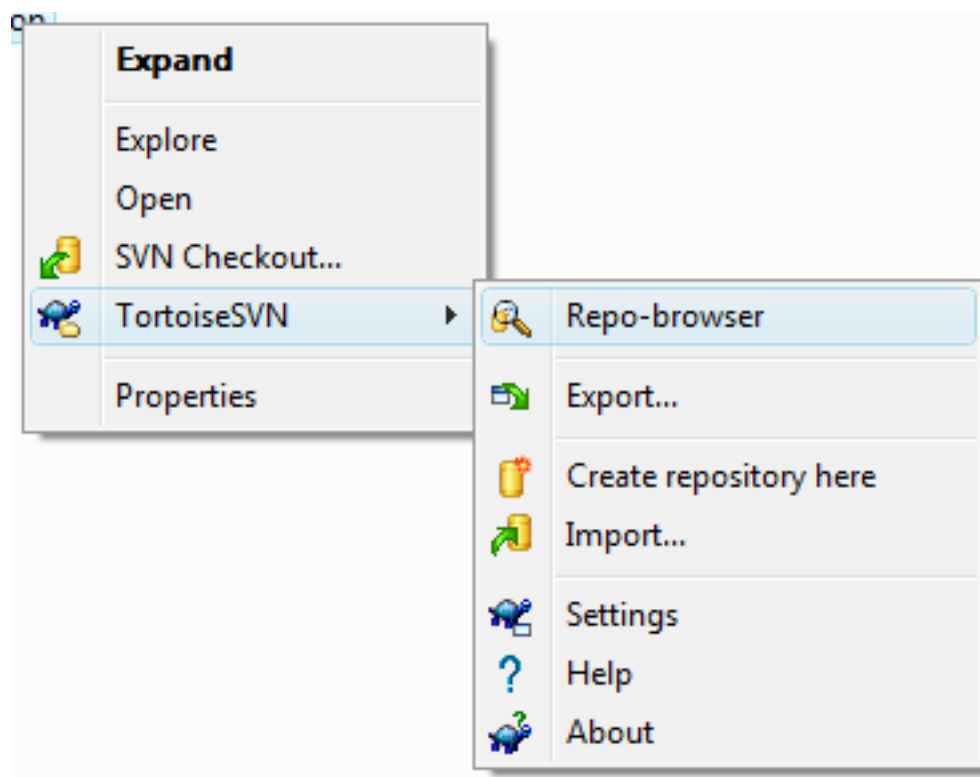 Expand
Explore
Open
SVN Checkout...
TortoiseSVN
Properties
Repo-browser
Export...
Create repository here
Import...
Settings
Help
About